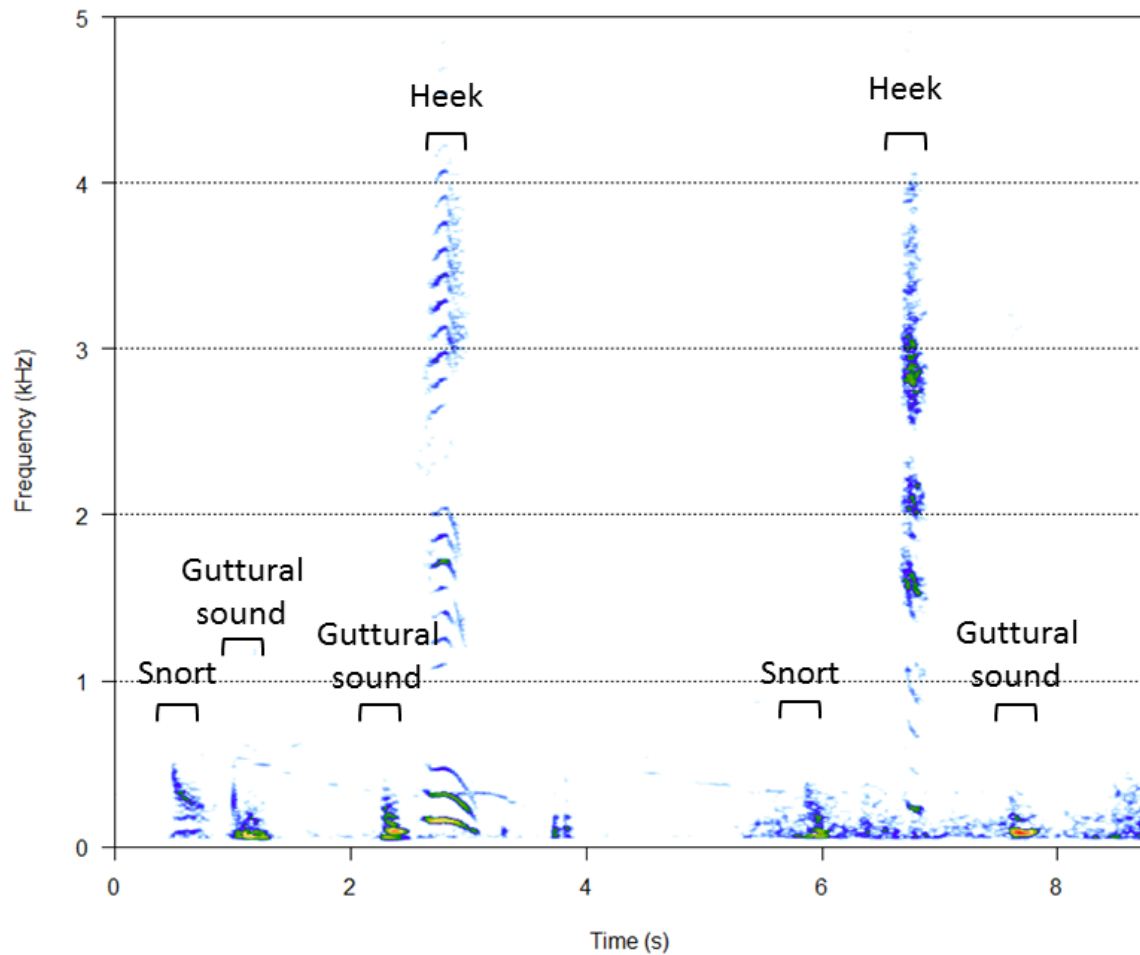 5
Heek
Heek
4
3
Frequency (kHz)
2
Guttural
sound
Guttural
sound
Guttural
sound
Snort
Snort
1
0
0
2
4
6
8
Time (s)